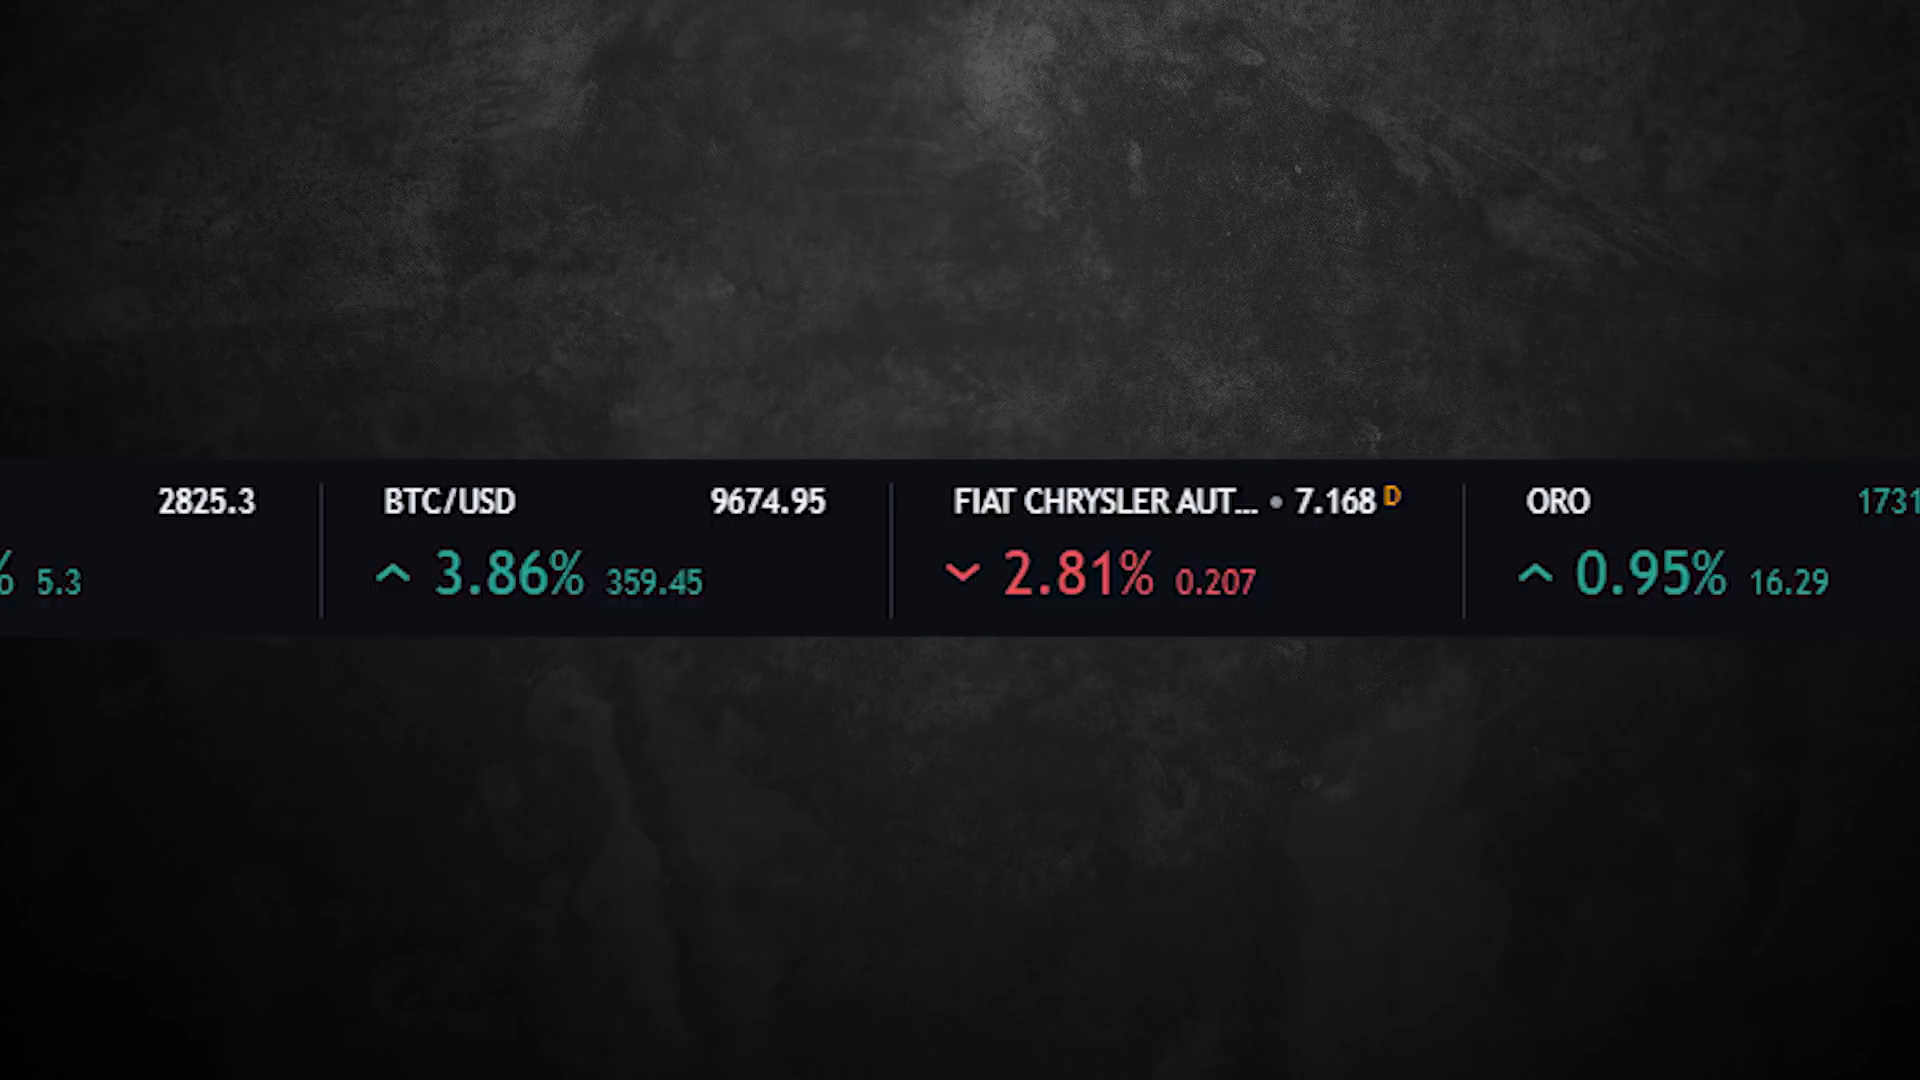 2825.3
% 5.3
BTC/USD 9674.95
3.86% 359.45
FIAT CHRYSLER AUT... • 7.168 D
2.81% 0.207
ORO 1731
0.95% 16.29